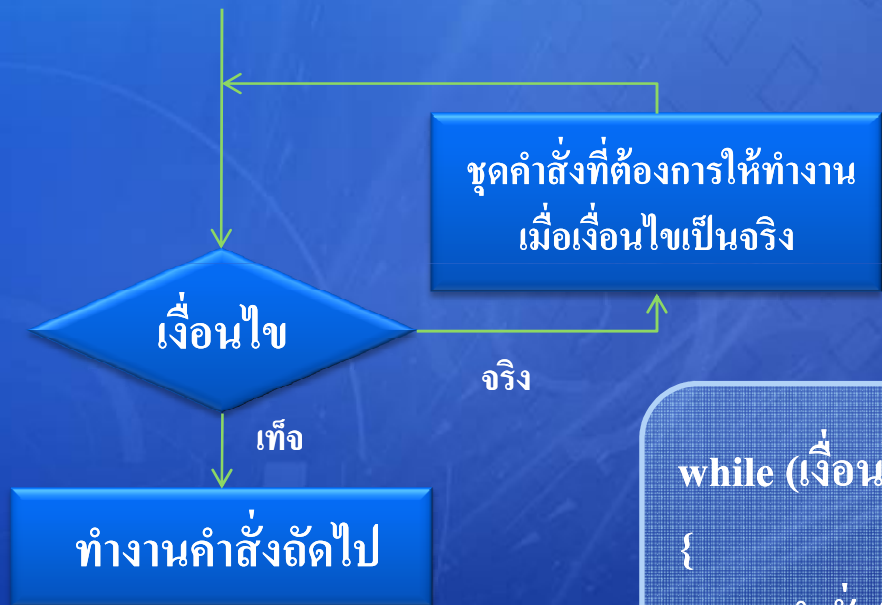 ชุดคำสั่งที่ต้องการให้ทำงาน
เมื่อเงื่อนไขเป็นจริง
เงื่อนไข
จริง
เท็จ
ทำงานคำสั่งถัดไป
while (เงื่อน
{